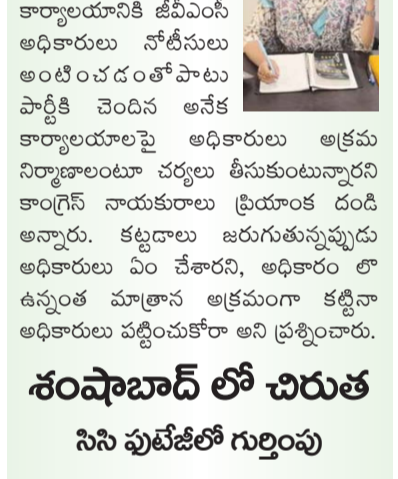 కార్యాలయానికి జీవీఎంసీ
అధికారులు నోటీసులు
అంటించడంతోపాటు
పార్టీకి చెందిన అనేక
కార్యాలయాలపై అధికారులు అక్రమ
నిర్మాణాలంటూ చర్యలు తీసుకుంటున్నారని
కాంగ్రెస్ నాయకురాలు ప్రియాంక దండి
అన్నారు. కట్టడాలు జరుగుతున్నప్పుడు
అధికారులు ఏం చేశారని, అధికారం లొ
ఉన్నంత మాత్రాన అక్రమంగా కట్టినా
అధికారులు పట్టించుకోరా అని ప్రశ్నించారు.
శంషాబాద్ లో చిరుత
సిసి ఫుటేజీలో గుర్తింపు